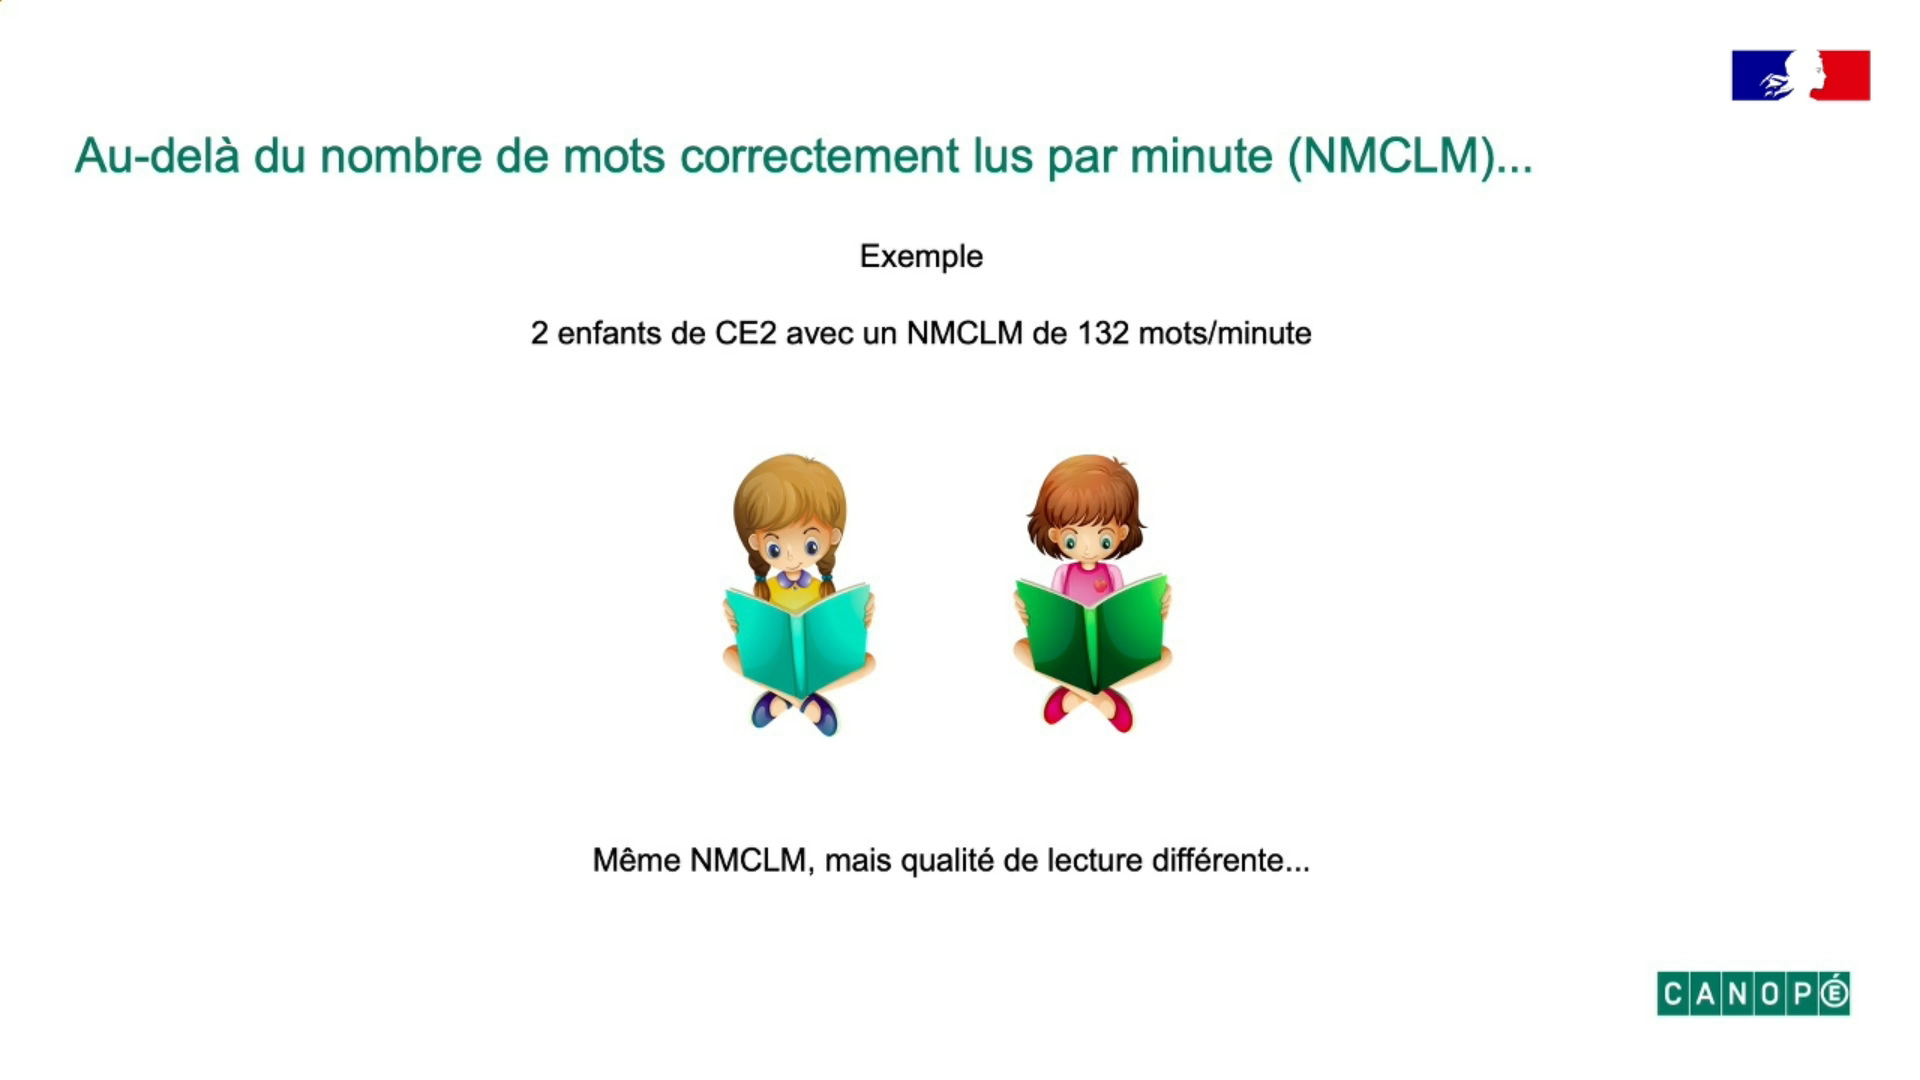 Au-delà du nombre de mots correctement lus par minute (NMCLM)...
Exemple
2 enfants de CE2 avec un NMCLM de 132 mots/minute
Même NMCLM, mais qualité de lecture différente...
CANOPÉ